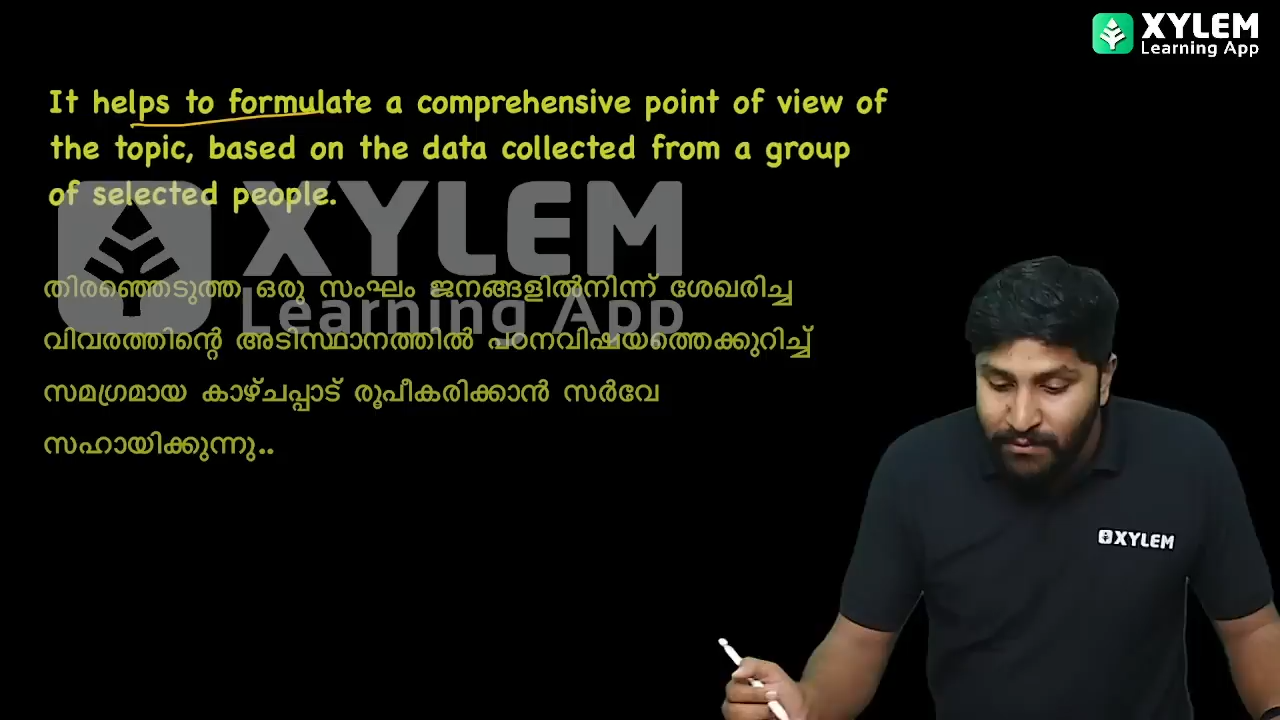 XYLEM
Learning App
It helps to formulate a comprehensive point of view of
the topic, based on the data collected from a group
of selected people.
XYLEM
Learning App
തിരഞ്ഞെടുത്ത ഒരു സംഘം ജനങ്ങളിൽനിന്ന് ശേഖരിച്ച
വിവരത്തിന്റെ അടിസ്ഥാനത്തിൽ പഠനവിഷയത്തെക്കുറിച്ച്
സമഗ്രമായ കാഴ്ചപ്പാട് രൂപീകരിക്കാൻ സർവേ
സഹായിക്കുന്നു..
XYLEM